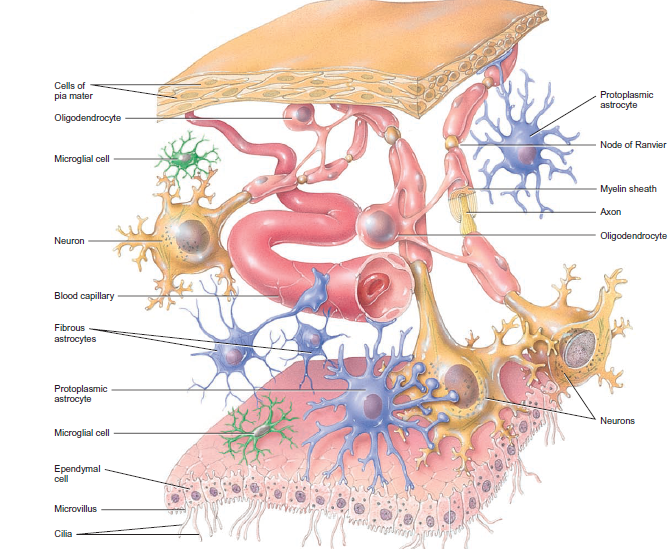 Cells of
pia mater
Oligodendrocyte
Microglial cell
Neuron
Blood capillary
Fibrous
astrocytes
Protoplasmic
astrocyte
Microglial cell
Ependymal
cell
Microvillus
Cilia
Protoplasmic
astrocyte
Node of Ranvier
Myelin sheath
Axon
Oligodendrocyte
Neurons